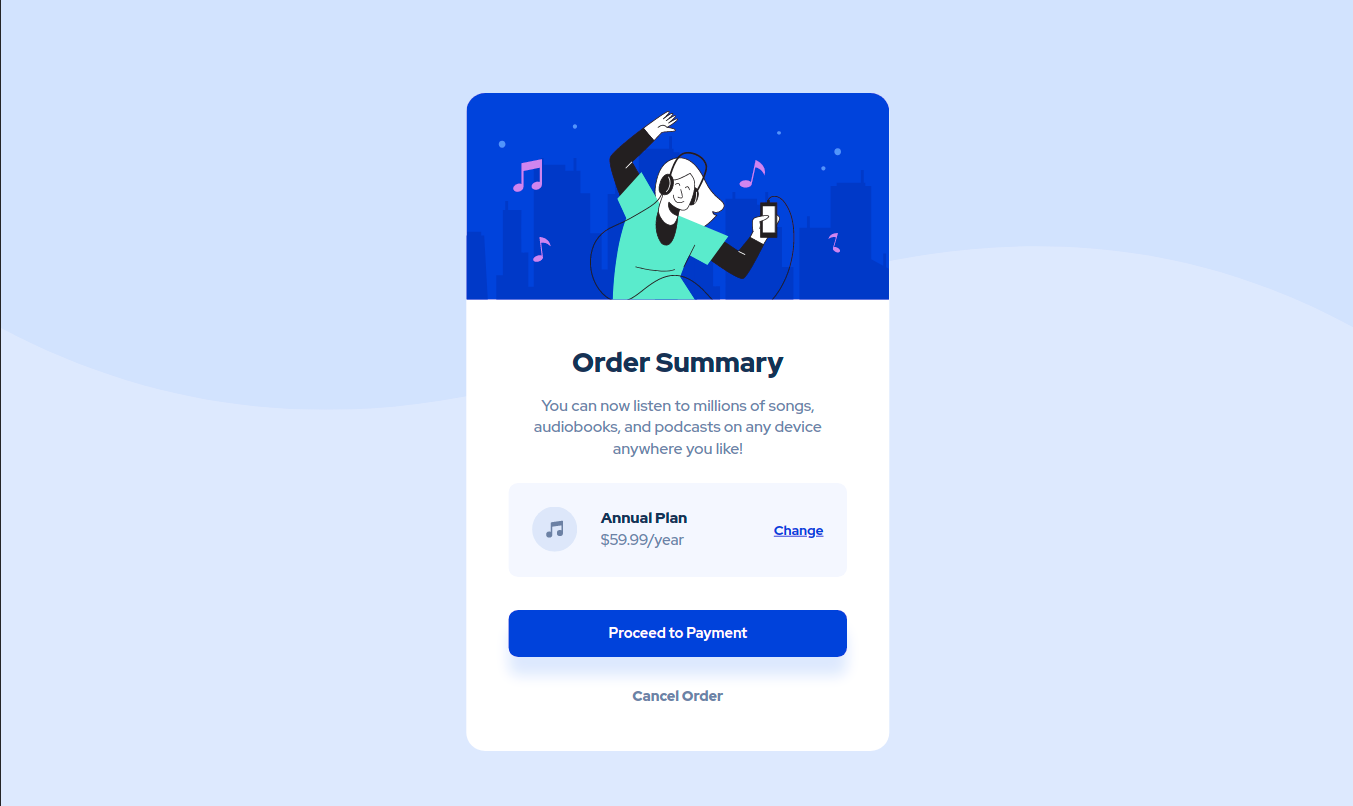 Order Summary
You can now listen to millions of songs,
audiobooks, and podcasts on any device
anywhere you like!
Annual Plan
$59.99/year
Change
Proceed to Payment
Cancel Order